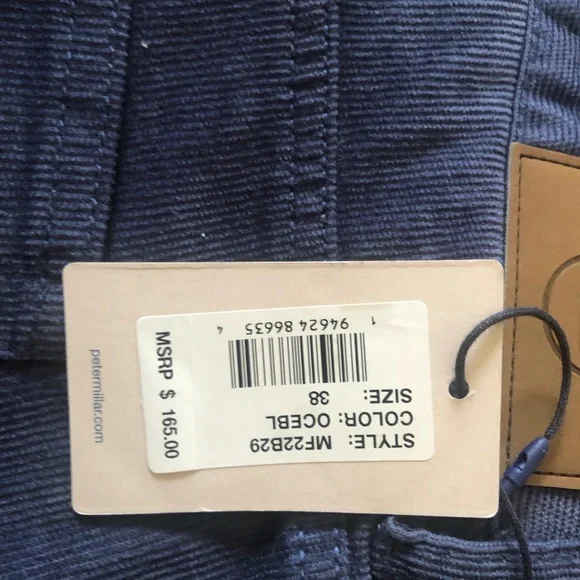 STYLE: MF22B29
COLOR: OCEBL
SIZE: 38
1 94624 86635 4
MSRP $ 165.00
petermillar.com